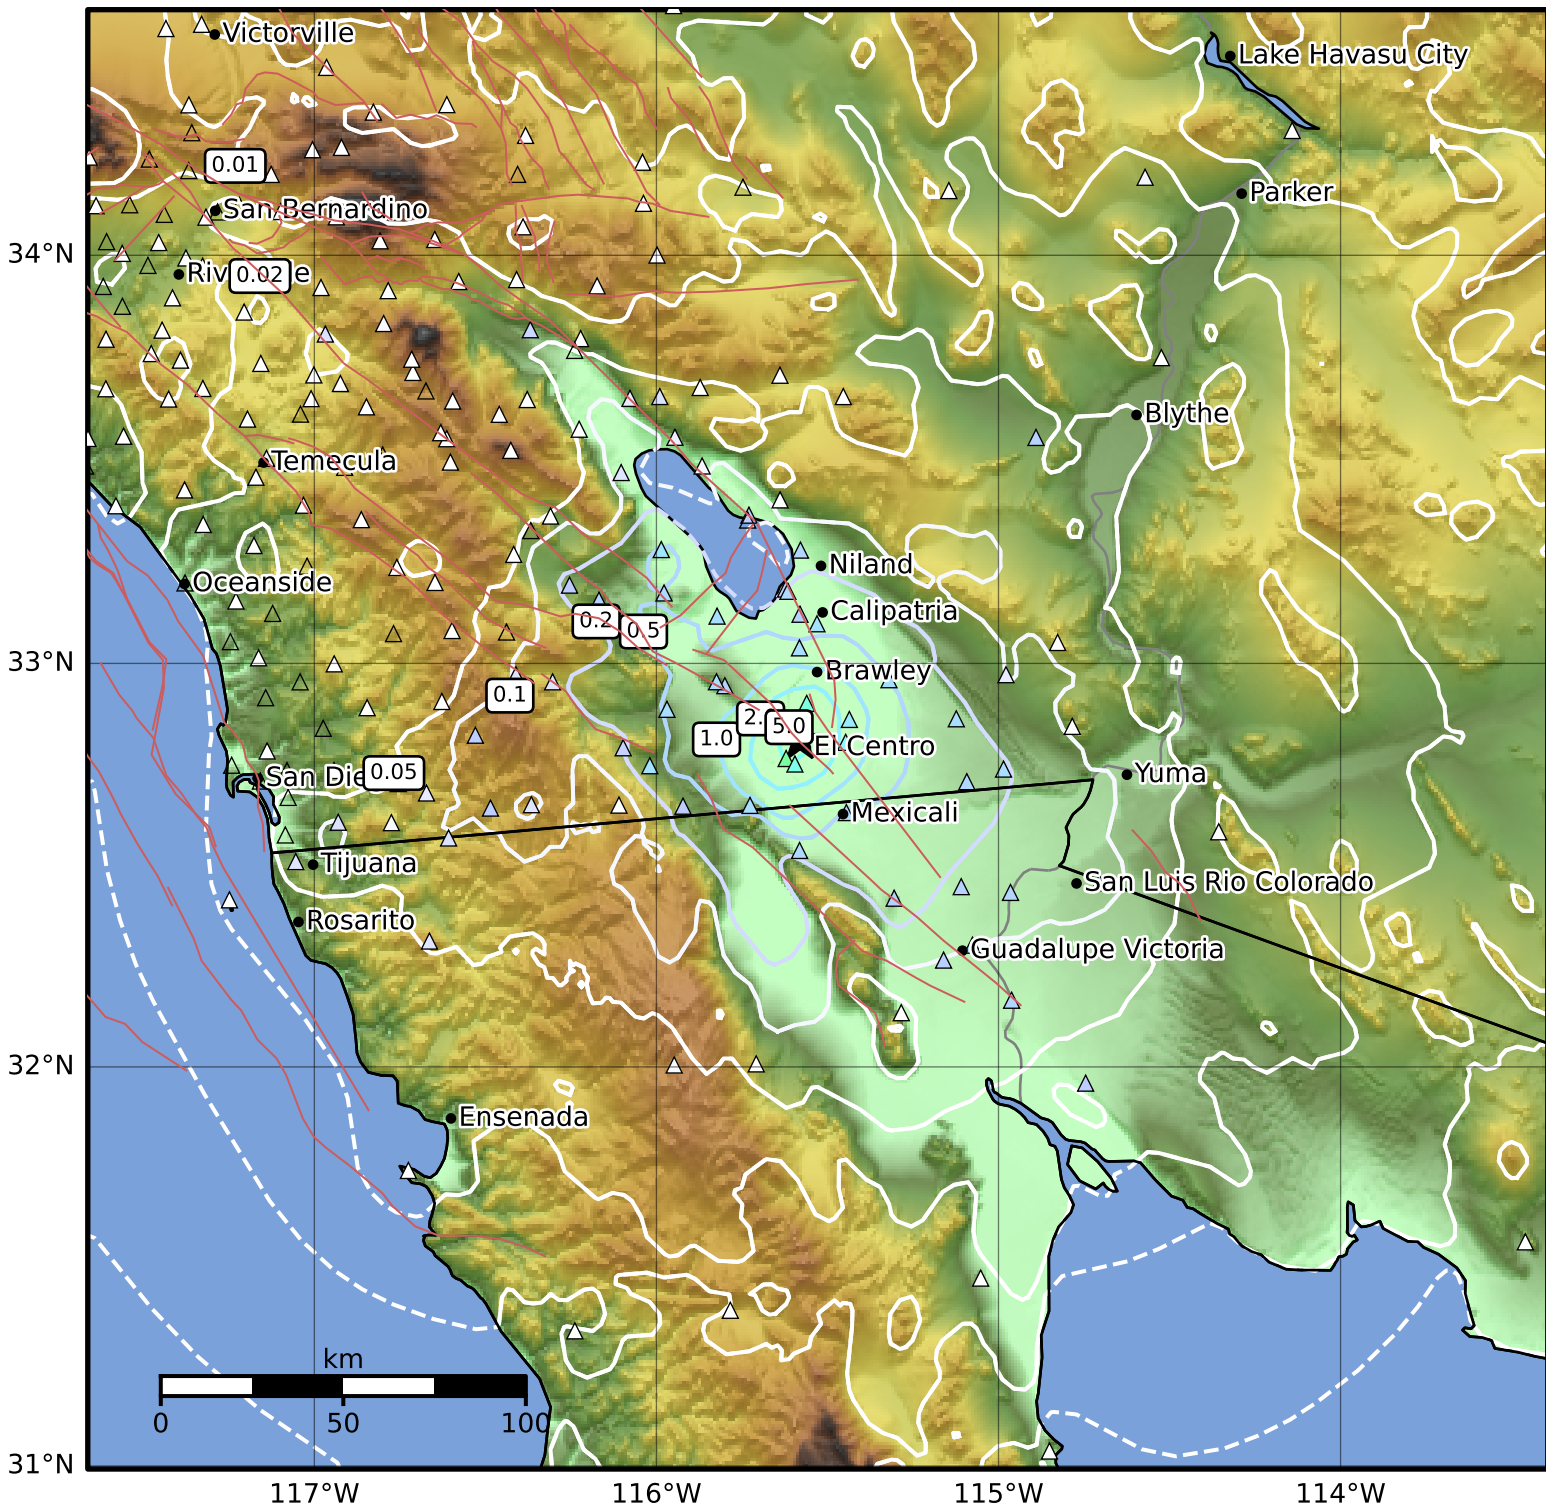 Victorville
Lake Havasu City
0.01
Parker
San Bernardino
34°N
0.02
Blythe
Temecula
Niland
Oceanside
Calipatria
0.2
0.5
33°N
Brawley
0.1
5.0
1.0
El Centro
San Die
0.05
Yuma
Mexicali
Tijuana
San Luis Rio Colorado
Rosarito
Guadalupe Victoria
32°N
Ensenada
km
0 50 100
31°N
117°W 116°W 115°W 114°W